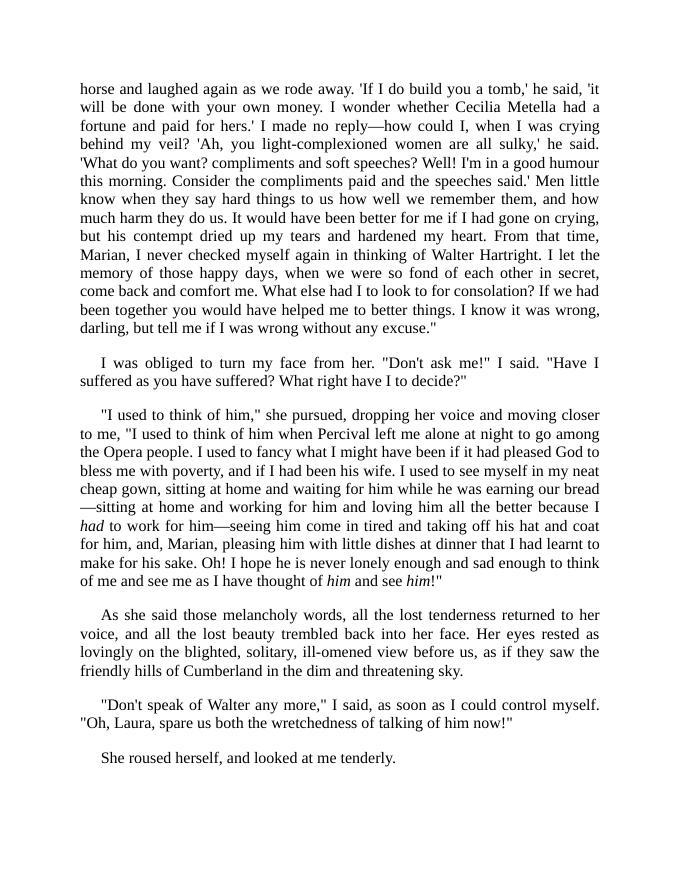 horse and laughed again as we rode away. 'If I do build you a tomb,' he said, 'it
will be done with your own money. I wonder whether Cecilia Metella had a
fortune and paid for hers.' I made no reply—how could I, when I was crying
behind my veil? 'Ah, you light-complexioned women are all sulky,' he said.
'What do you want? compliments and soft speeches? Well! I'm in a good humour
this morning. Consider the compliments paid and the speeches said.' Men little
know when they say hard things to us how well we remember them, and how
much harm they do us. It would have been better for me if I had gone on crying,
but his contempt dried up my tears and hardened my heart. From that time,
Marian, I never checked myself again in thinking of Walter Hartright. I let the
memory of those happy days, when we were so fond of each other in secret,
come back and comfort me. What else had I to look to for consolation? If we had
been together you would have helped me to better things. I know it was wrong,
darling, but tell me if I was wrong without any excuse."
I was obliged to turn my face from her. "Don't ask me!" I said. "Have I
suffered as you have suffered? What right have I to decide?"
"I used to think of him," she pursued, dropping her voice and moving closer
to me, "I used to think of him when Percival left me alone at night to go among
the Opera people. I used to fancy what I might have been if it had pleased God to
bless me with poverty, and if I had been his wife. I used to see myself in my neat
cheap gown, sitting at home and waiting for him while he was earning our bread
—sitting at home and working for him and loving him all the better because I
had to work for him—seeing him come in tired and taking off his hat and coat
for him, and, Marian, pleasing him with little dishes at dinner that I had learnt to
make for his sake. Oh! I hope he is never lonely enough and sad enough to think
of me and see me as I have thought of him and see him!"
As she said those melancholy words, all the lost tenderness returned to her
voice, and all the lost beauty trembled back into her face. Her eyes rested as
lovingly on the blighted, solitary, ill-omened view before us, as if they saw the
friendly hills of Cumberland in the dim and threatening sky.
"Don't speak of Walter any more," I said, as soon as I could control myself.
"Oh, Laura, spare us both the wretchedness of talking of him now!"
She roused herself, and looked at me tenderly.